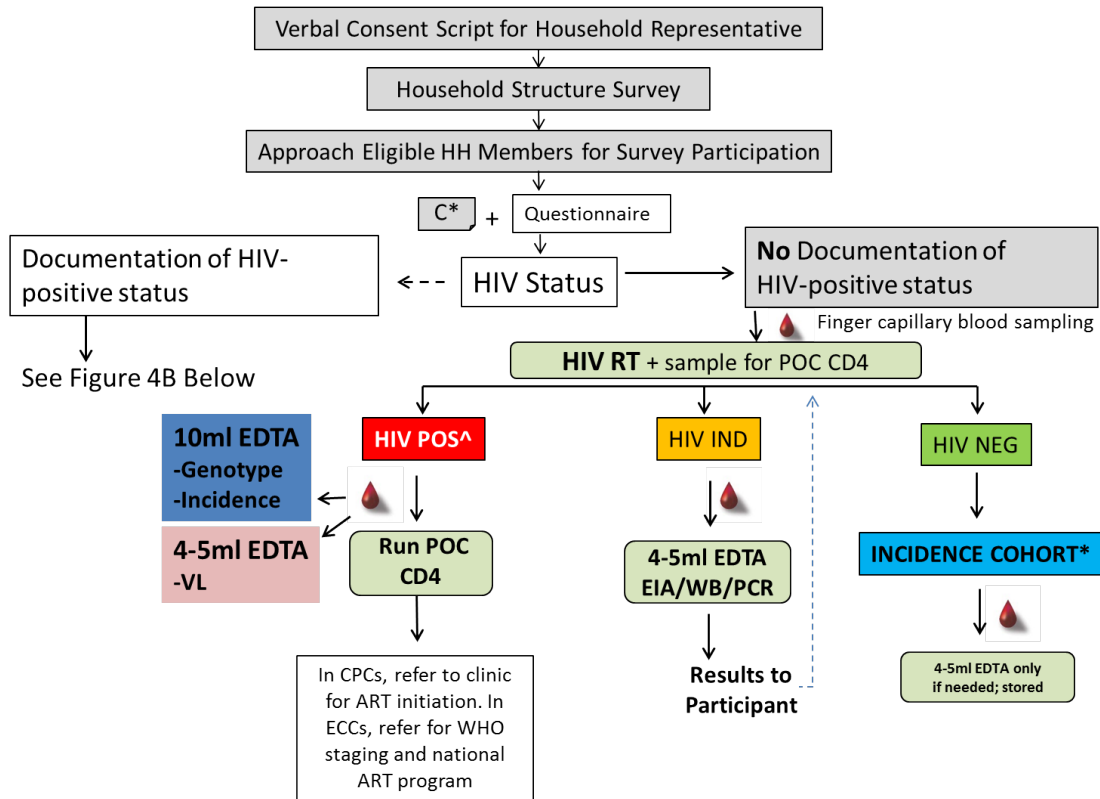 Verbal Consent Script for Household Representative
Household Structure Survey
Approach Eligible HH Members for Survey Participation
C*
+
Questionnaire
Documentation of HIV-
positive status
HIV Status
No Documentation of
HIV-positive status
Finger capillary blood sampling
See Figure 4B Below
HIV RT + sample for POC CD4
10ml EDTA
-Genotype
-Incidence
HIV POS^
HIV IND
HIV NEG
4-5ml EDTA
-VL
Run POC
CD4
4-5ml EDTA
EIA/WB/PCR
INCIDENCE COHORT*
In CPCs, refer to clinic
for ART initiation. In
ECCs, refer for WHO
staging and national
ART program
Results to
Participant
4-5ml EDTA only
if needed; stored